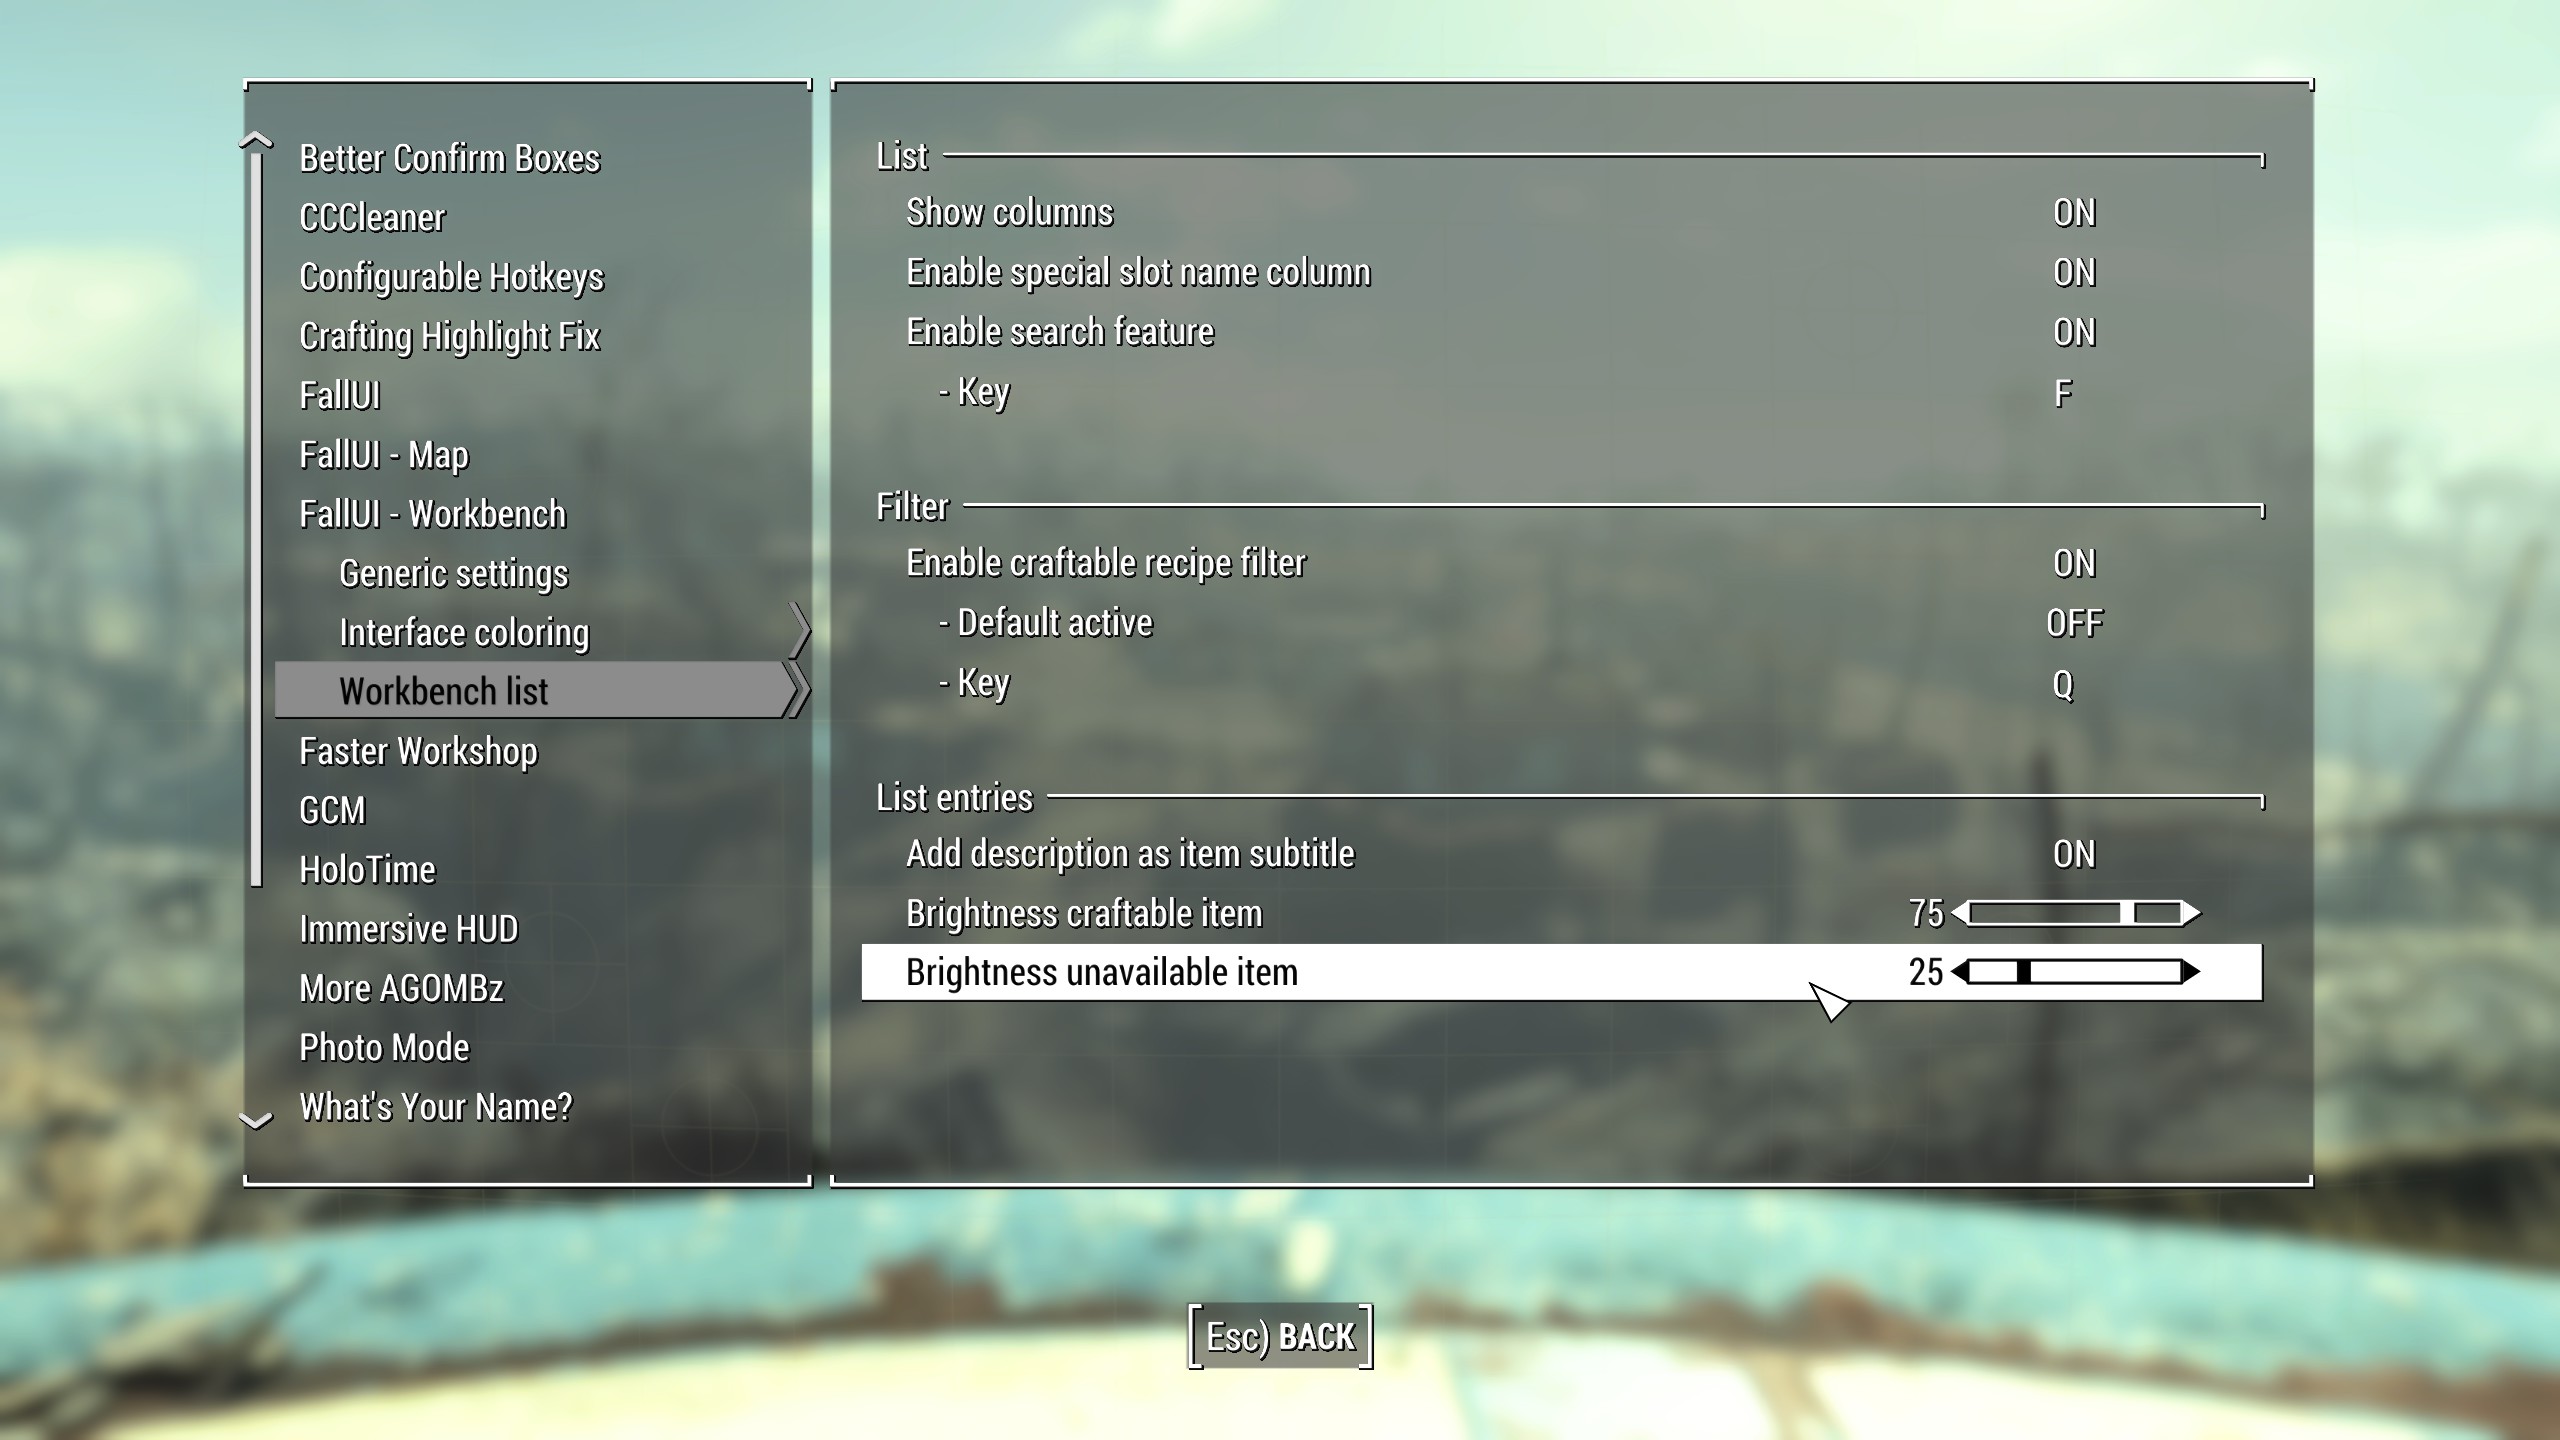 Better Confirm Boxes
CCCleaner
Configurable Hotkeys
Crafting Highlight Fix
FallUI
FallUI - Map
FallUI - Workbench
Generic settings
Interface coloring
Workbench list
Faster Workshop
GCM
HoloTime
Immersive HUD
More AGOMBz
Photo Mode
What's Your Name?
List
Show columns ON
Enable special slot name column ON
Enable search feature ON
- Key F
Filter
Enable craftable recipe filter ON
- Default active OFF
- Key Q
List entries
Add description as item subtitle ON
Brightness craftable item 75
Brightness unavailable item 25
Esc) BACK